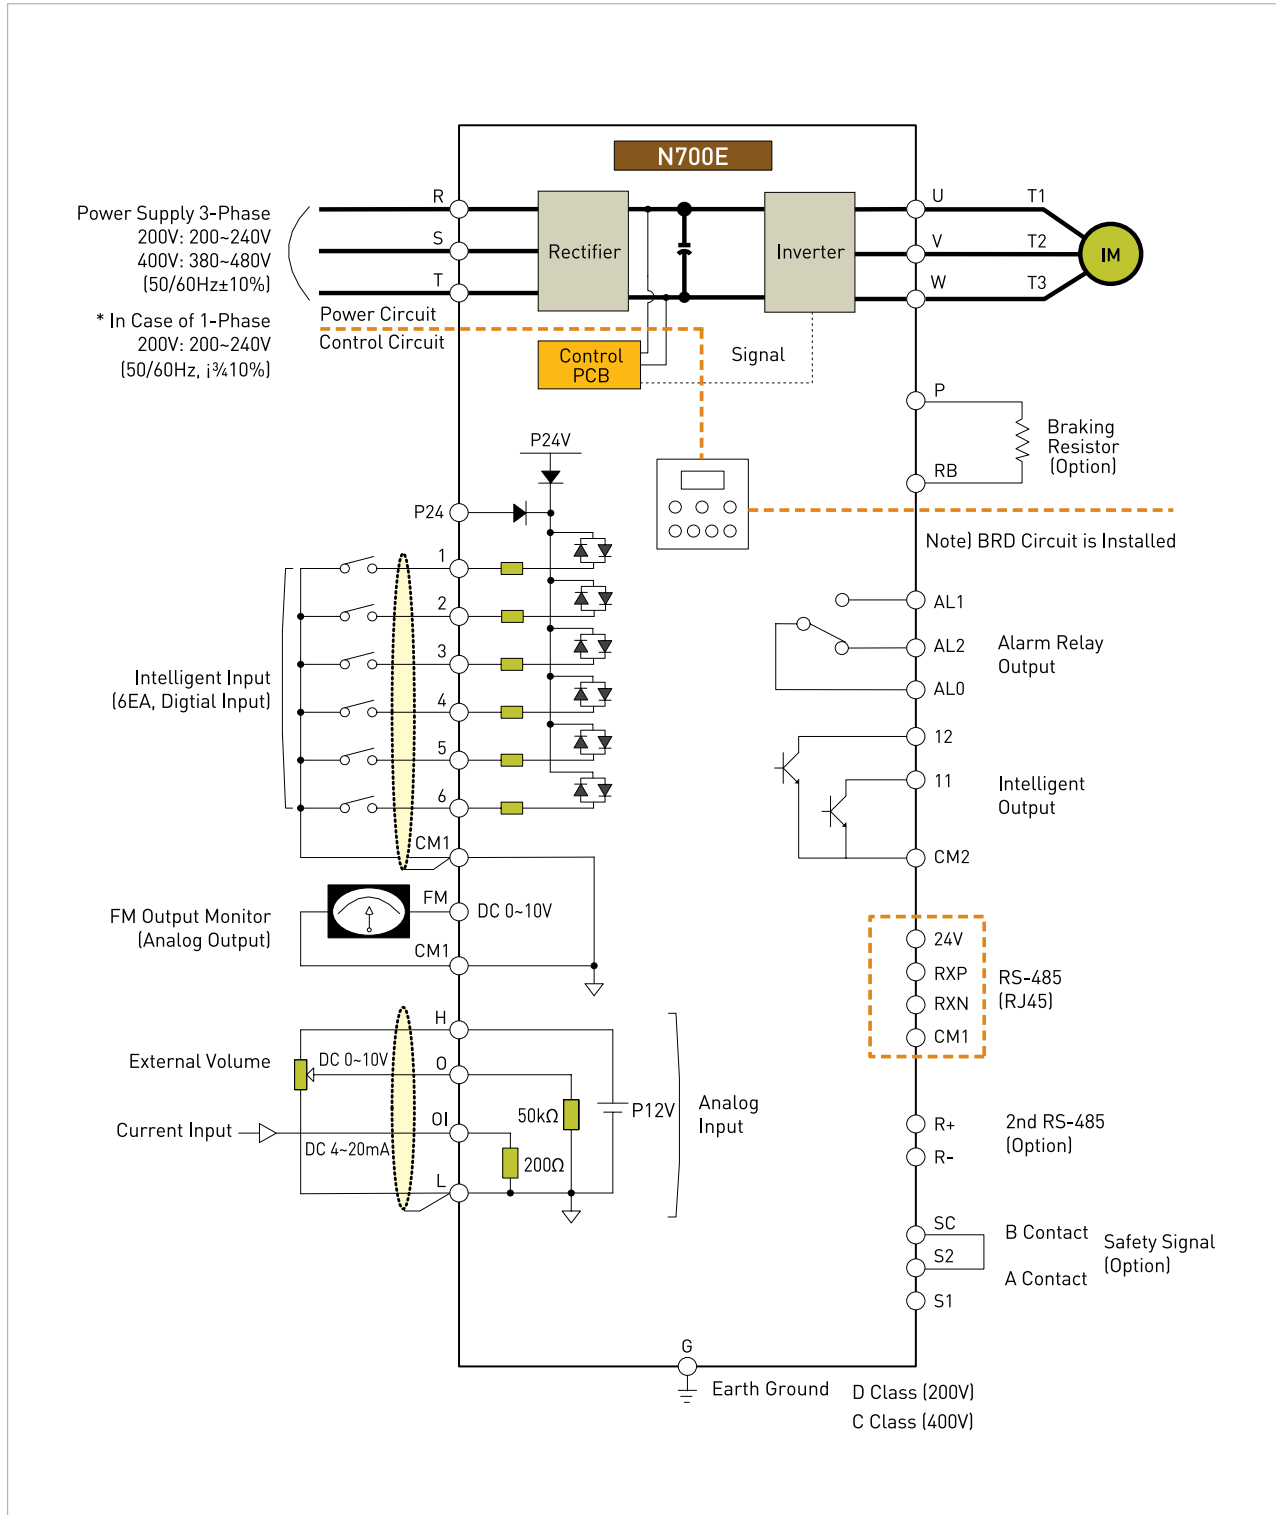 N700E
Power Supply 3-Phase
200V: 200~240V
400V: 380~480V
(50/60Hz±10%)
* In Case of 1-Phase
200V: 200~240V
(50/60Hz, ¡¾10%)
R
S
T
Rectifier
Inverter
U
V
W
T1
T2
T3
IM
Power Circuit
Control Circuit
Control
PCB
Signal
P
RB
Braking
Resistor
(Option)
Note) BRD Circuit is Installed
P24V
P24
1
2
3
4
5
6
CM1
Intelligent Input
(6EA, Digtial Input)
AL1
AL2
AL0
Alarm Relay
Output
12
11
CM2
Intelligent
Output
FM Output Monitor
(Analog Output)
FM
DC 0~10V
CM1
24V
RXP
RXN
CM1
RS-485
(RJ45)
External Volume
Current Input
DC 0~10V
DC 4~20mA
H
O
OI
L
50kΩ
200Ω
P12V
Analog
Input
R+
R-
2nd RS-485
(Option)
SC
S2
S1
B Contact
A Contact
Safety Signal
(Option)
G
Earth Ground
D Class (200V)
C Class (400V)